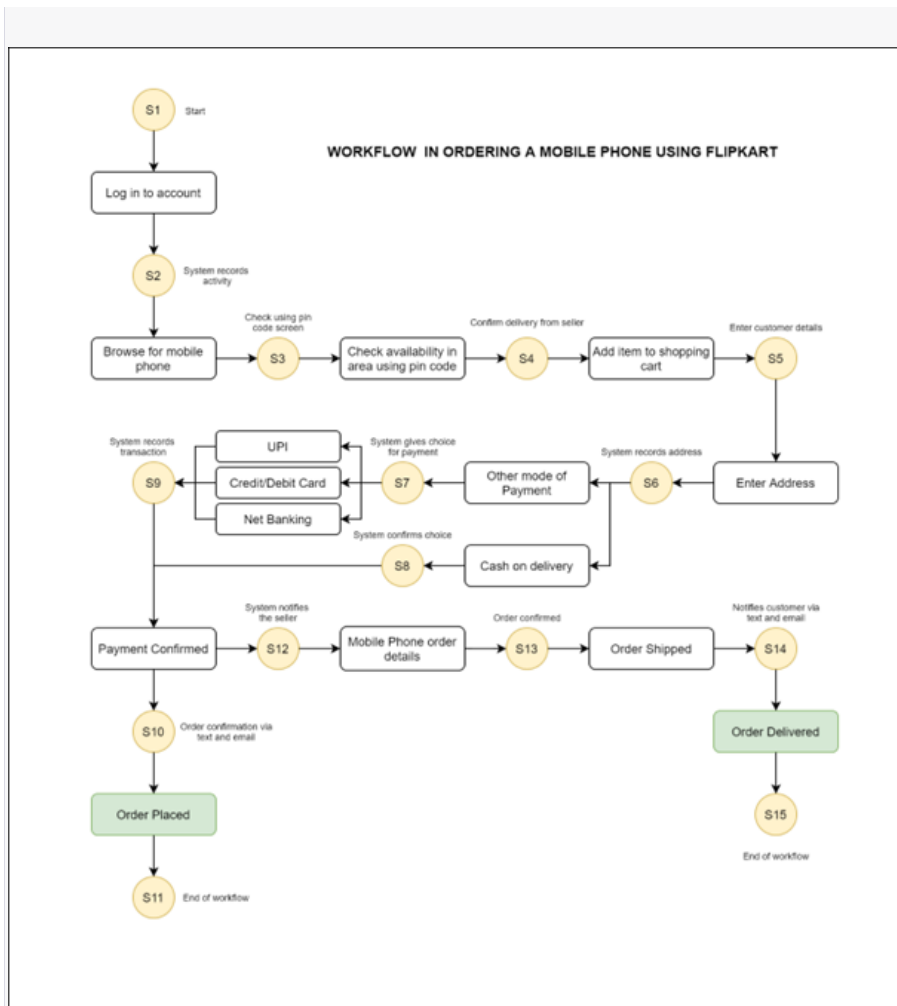 S1
Start
WORKFLOW IN ORDERING A MOBILE PHONE USING FLIPKART
Log in to account
S2
System records
activity
Browse for mobile
phone
Check using pin
code screen
S3
Check availability in
area using pin code
Confirm delivery from seller
S4
Add item to shopping
cart
Enter customer details
S5
Enter Address
System records address
S6
Other mode of
Payment
System gives choice
for payment
S7
UPI
Credit/Debit Card
Net Banking
System records
transaction
S9
Cash on delivery
System confirms choice
S8
Payment Confirmed
System notifies
the seller
S12
Mobile Phone order
details
Order confirmed
S13
Order Shipped
Notifies customer via
text and email
S14
Order Delivered
S15
End of workflow
S10
Order confirmation via
text and email
Order Placed
S11
End of workflow